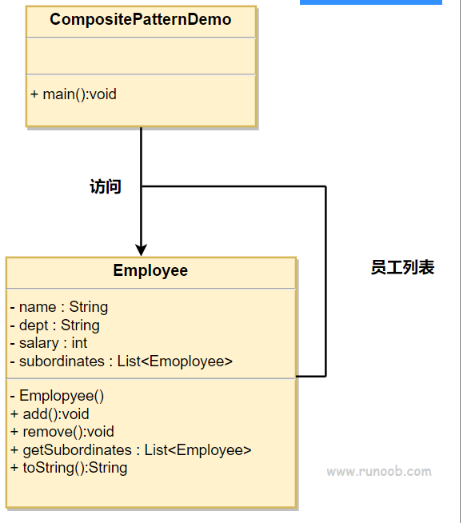 CompositePatternDemo
+ main():void
访问
员工列表
Employee
- name : String
- dept : String
- salary : int
- subordinates : List<Emoployee>
- Emplopyee()
+ add():void
+ remove():void
+ getSubordinates : List<Employee>
+ toString():String
www.runoob.com